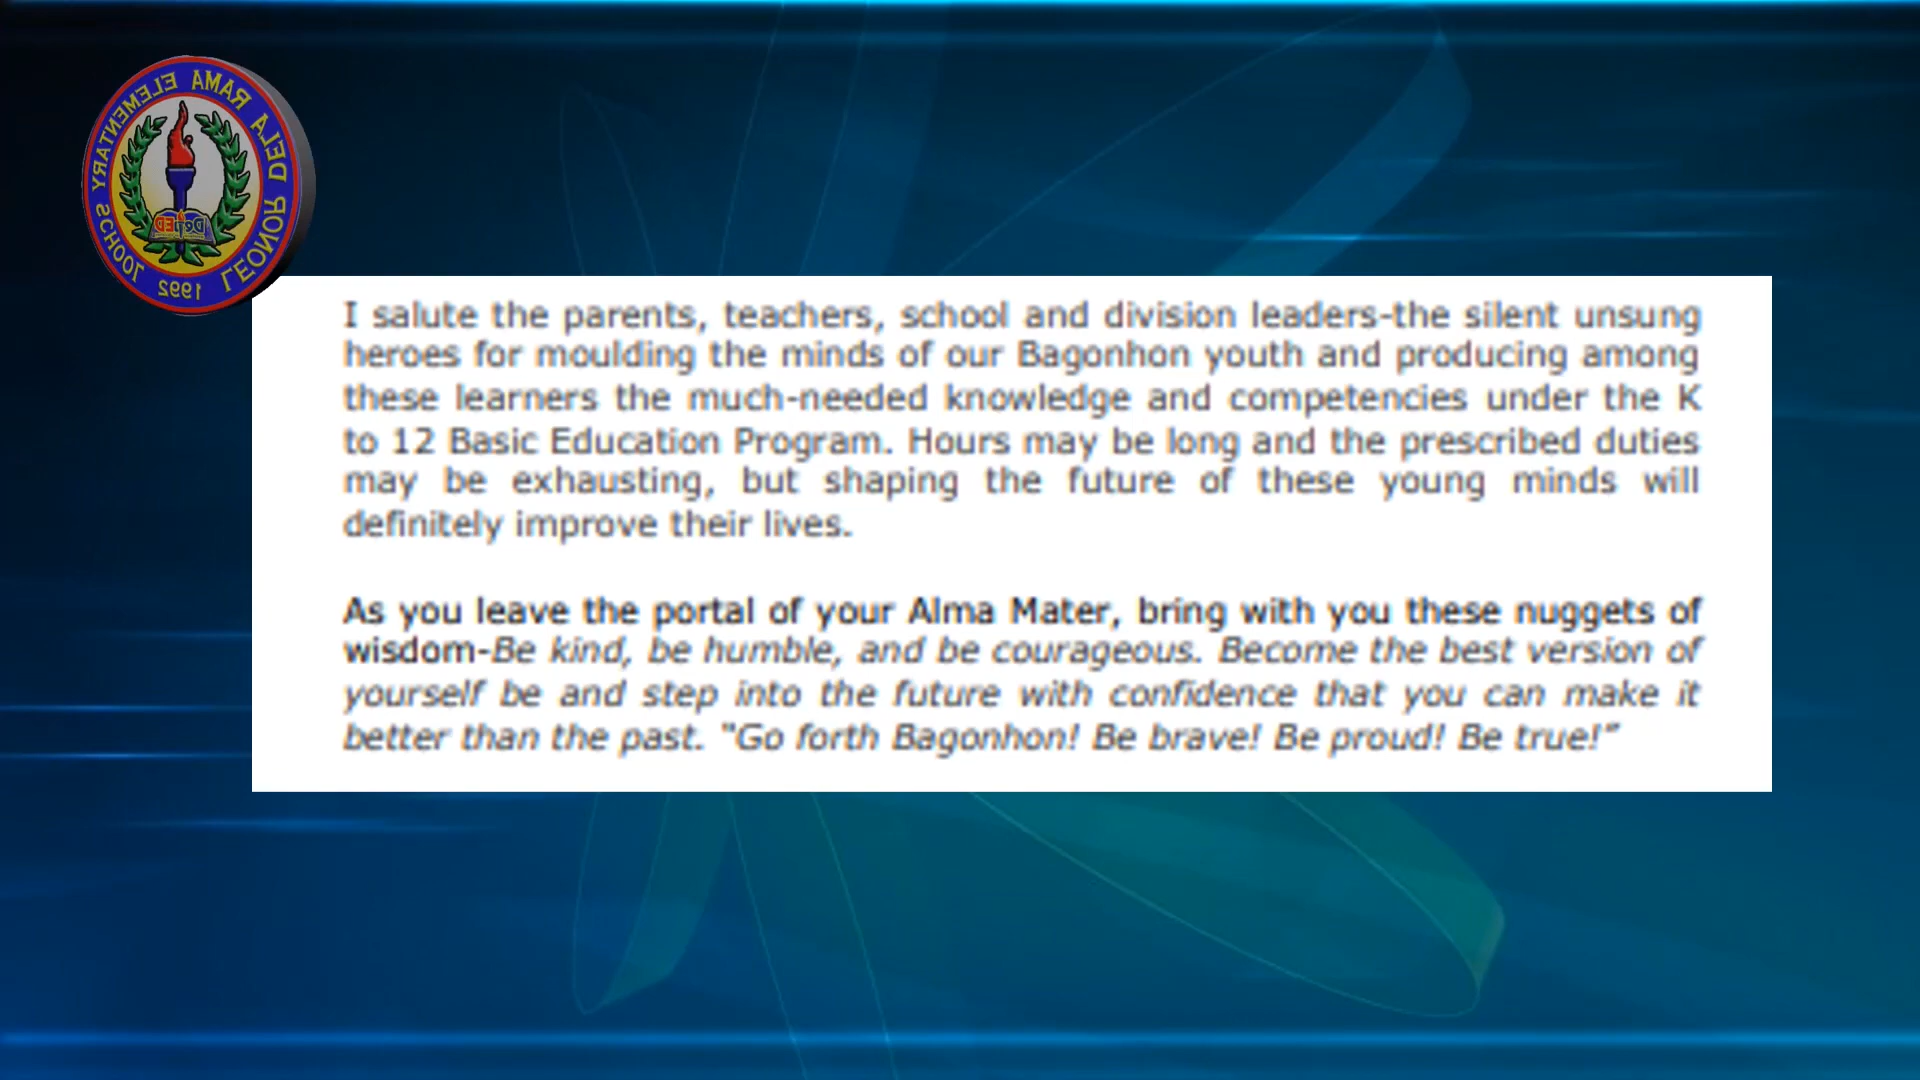 LEONOR DELA RAMA ELEMENTARY SCHOOL
1992
DepED
I salute the parents, teachers, school and division leaders-the silent unsung
heroes for moulding the minds of our Bagonhon youth and producing among
these learners the much-needed knowledge and competencies under the K
to 12 Basic Education Program. Hours may be long and the prescribed duties
may be exhausting, but shaping the future of these young minds will
definitely improve their lives.
As you leave the portal of your Alma Mater, bring with you these nuggets of
wisdom-Be kind, be humble, and be courageous. Become the best version of
yourself be and step into the future with confidence that you can make it
better than the past. "Go forth Bagonhon! Be brave! Be proud! Be true!"